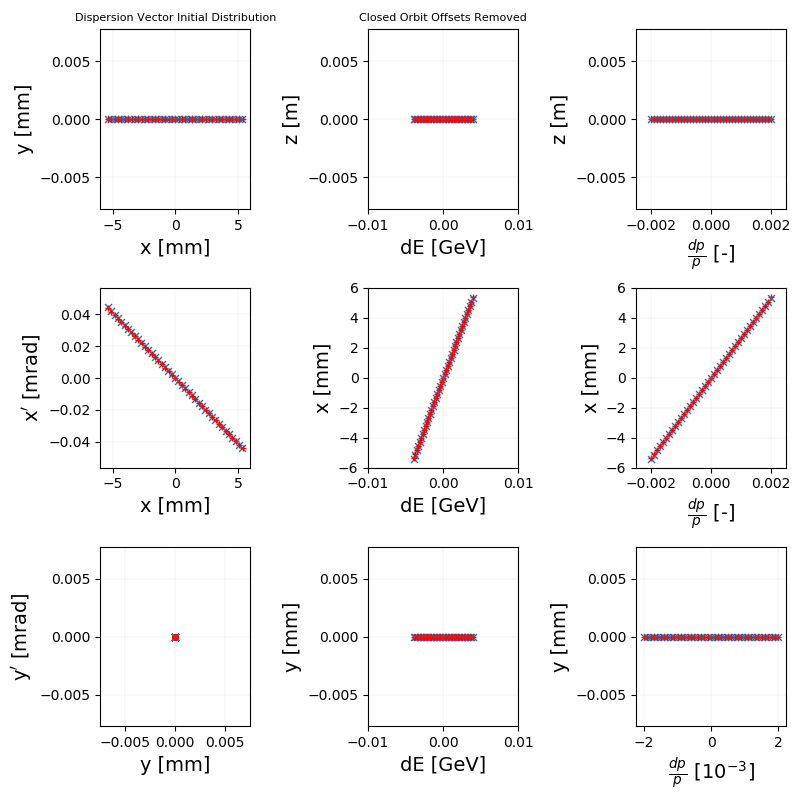 Dispersion Vector Initial Distribution
Closed Orbit Offsets Removed
y [mm]
0.005
0.000
−0.005
−5 0 5
x [mm]
z [m]
0.005
0.000
−0.005
−0.01 0.00 0.01
dE [GeV]
z [m]
0.005
0.000
−0.005
−0.002 0.000 0.002
dp/p [-]
x′ [mrad]
0.04
0.02
0.00
−0.02
−0.04
−5 0 5
x [mm]
x [mm]
6
4
2
0
−2
−4
−6
−0.01 0.00 0.01
dE [GeV]
x [mm]
6
4
2
0
−2
−4
−6
−0.002 0.000 0.002
dp/p [-]
y′ [mrad]
0.005
0.000
−0.005
−0.005 0.000 0.005
y [mm]
y [mm]
0.005
0.000
−0.005
−0.01 0.00 0.01
dE [GeV]
y [mm]
0.005
0.000
−0.005
−2 0 2
dp/p [10⁻³]